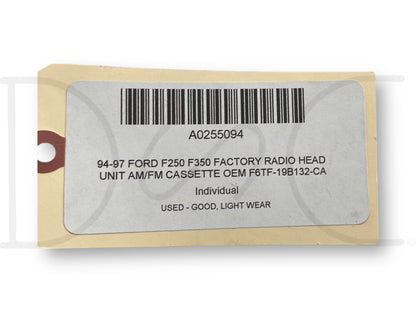 A0255094
94-97 FORD F250 F350 FACTORY RADIO HEAD
UNIT AM/FM CASSETTE OEM F6TF-19B132-CA
Individual
USED - GOOD, LIGHT WEAR